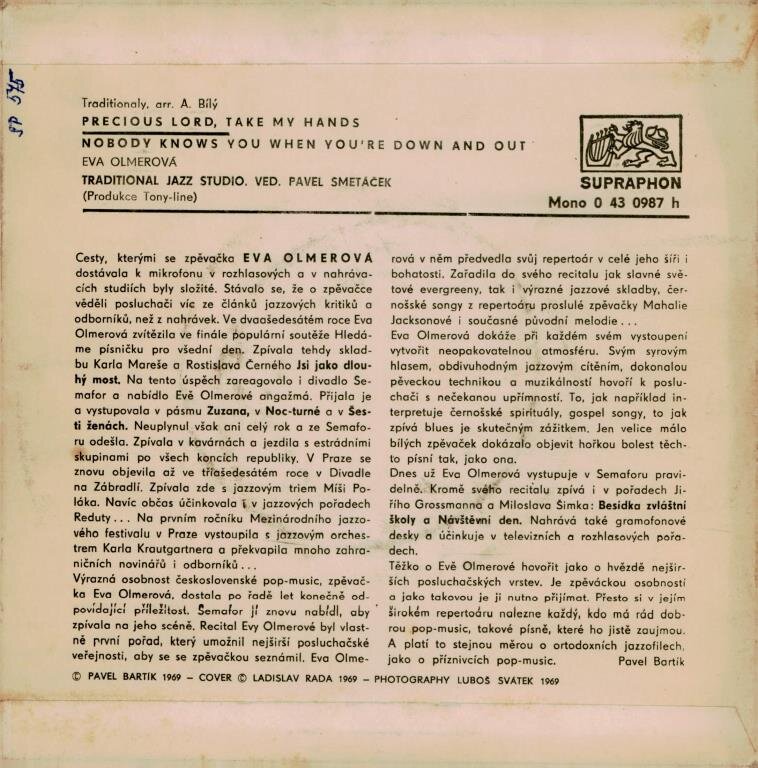 SP 545
Traditionaly, arr. A. Bílý
PRECIOUS LORD, TAKE MY HANDS
NOBODY KNOWS YOU WHEN YOU'RE DOWN AND OUT
EVA OLMEROVÁ
TRADITIONAL JAZZ STUDIO. VED. PAVEL SMETÁČEK
(Produkce Tony-line)
SUPRAPHON
Mono 0 43 0987 h
Cesty, kterými se zpěvačka EVA OLMEROVÁ
dostávala k mikrofonu v rozhlasových a v nahráva-
cích studiích byly složité. Stávalo se, že o zpěvačce
věděli posluchači víc ze článků jazzových kritiků a
odborníků, než z nahrávek. Ve dvaašedesátém roce Eva
Olmerová zvítězila ve finále populární soutěže Hledá-
me písničku pro všední den. Zpívala tehdy sklad-
bu Karla Mareše a Rostislava Černého Jsi jako dlou-
hý most. Na tento úspěch zareagovalo i divadlo Se-
mafor a nabídlo Evě Olmerové angažmá. Přijala je
a vystupovala v pásmu Zuzana, v Noc-turné a v Šes-
ti ženách. Neuplynul však ani celý rok a ze Semafo-
ru odešla. Zpívala v kavárnách a jezdila s estrádními
skupinami po všech koncích republiky. V Praze se
znovu objevila až ve tříašedesátém roce v Divadle
na Zábradlí. Zpívala zde s jazzovým triem Míši Po-
láka. Navíc občas účinkovala i v jazzových pořadech
Reduty... Na prvním ročníku Mezinárodního jazzo-
vého festivalu v Praze vystoupila s jazzovým orches-
trem Karla Krautgartnera a překvapila mnoho zahra-
ničních novinářů i odborníků...
Výrazná osobnost československé pop-music, zpěvač-
ka Eva Olmerová, dostala po řadě let konečně od-
povídající příležitost. Semafor jí znovu nabídl, aby
zpívala na jeho scéně. Recital Evy Olmerové byl vlast-
ně první pořad, který umožnil nejširší posluchačské
veřejnosti, aby se se zpěvačkou seznámil. Eva Olme-
rová v něm předvedla svůj repertoár v celé jeho šíři i
bohatosti. Zařadila do svého recitalu jak slavné svě-
tové evergreeny, tak i výrazné jazzové skladby, čer-
nošské songy z repertoáru proslulé zpěvačky Mahalie
Jacksonové i současné původní melodie...
Eva Olmerová dokáže při každém svém vystoupení
vytvořit neopakovatelnou atmosféru. Svým syrovým
hlasem, obdivuhodným jazzovým cítěním, dokonalou
pěveckou technikou a muzikálností hovoří k poslu-
chači s nečekanou upřímností. To, jak například in-
terpretuje černošské spirituály, gospel songy, to jak
zpívá blues je skutečným zážitkem. Jen velice málo
bílých zpěvaček dokázalo objevit hořkou bolest těch-
to písní tak, jako ona.
Dnes už Eva Olmerová vystupuje v Semaforu pravi-
delně. Kromě svého recitalu zpívá i v pořadech Ji-
řího Grossmanna a Miloslava Šimka: Besídka zvláštní
školy a Návštěvní den. Nahrává také gramofonové
desky a účinkuje v televizních a rozhlasových pořa-
dech.
Těžko o Evě Olmerové hovořit jako o hvězdě nejšir-
ších posluchačských vrstev. Je zpěváckou osobností
a jako takovou je ji nutno přijímat. Přesto si v jejím
širokém repertoáru nalezne každý, kdo má rád dob-
rou pop-music, takové písně, které ho jistě zaujmou.
A platí to stejnou měrou o ortodoxních jazzofilech,
jako o příznivcích pop-music. Pavel Bartík
© PAVEL BARTÍK 1969 – COVER © LADISLAV RADA 1969 – PHOTOGRAPHY LUBOŠ SVÁTEK 1969